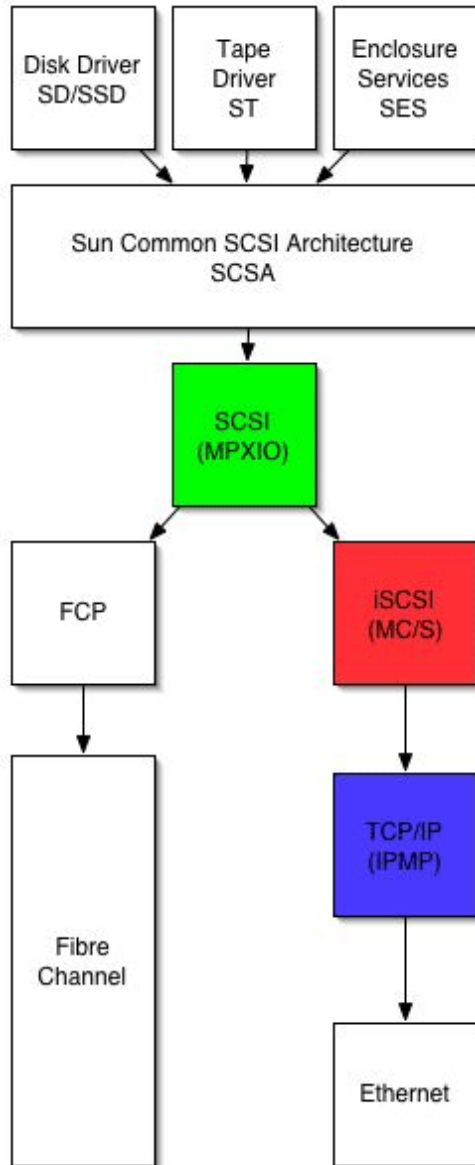 Disk Driver
SD/SSD
Tape
Driver
ST
Enclosure
Services
SES
Sun Common SCSI Architecture
SCSA
SCSI
(MPXIO)
FCP
iSCSI
(MC/S)
TCP/IP
(IPMP)
Fibre
Channel
Ethernet